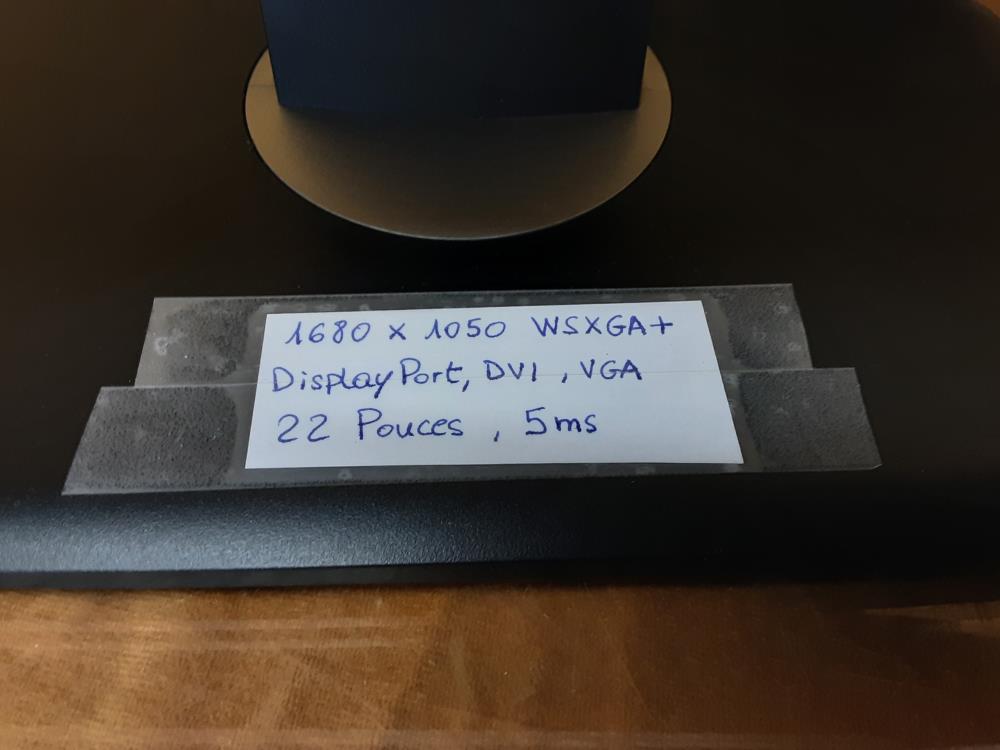 1680 x 1050 WSXGA+
DisplayPort, DVI, VGA
22 Pouces, 5ms